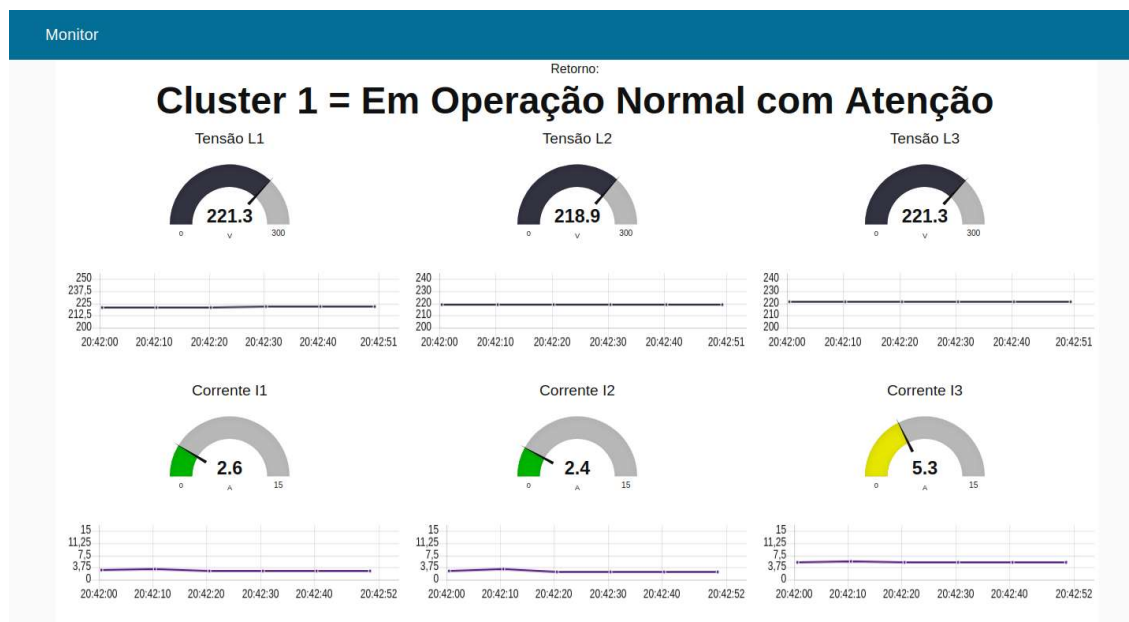 Monitor
Retorno:
Cluster 1 = Em Operação Normal com Atenção
Tensão L1
221.3
0
V
300
250
237,5
225
212,5
200
20:42:00 20:42:10 20:42:20 20:42:30 20:42:40 20:42:51
Tensão L2
218.9
0
V
300
240
230
220
210
200
20:42:00 20:42:10 20:42:20 20:42:30 20:42:40 20:42:51
Tensão L3
221.3
0
V
300
240
230
220
210
200
20:42:00 20:42:10 20:42:20 20:42:30 20:42:40 20:42:51
Corrente I1
2.6
0
A
15
15
11,25
7,5
3,75
0
20:42:00 20:42:10 20:42:20 20:42:30 20:42:40 20:42:52
Corrente I2
2.4
0
A
15
15
11,25
7,5
3,75
0
20:42:00 20:42:10 20:42:20 20:42:30 20:42:40 20:42:52
Corrente I3
5.3
0
A
15
15
11,25
7,5
3,75
0
20:42:00 20:42:10 20:42:20 20:42:30 20:42:40 20:42:52